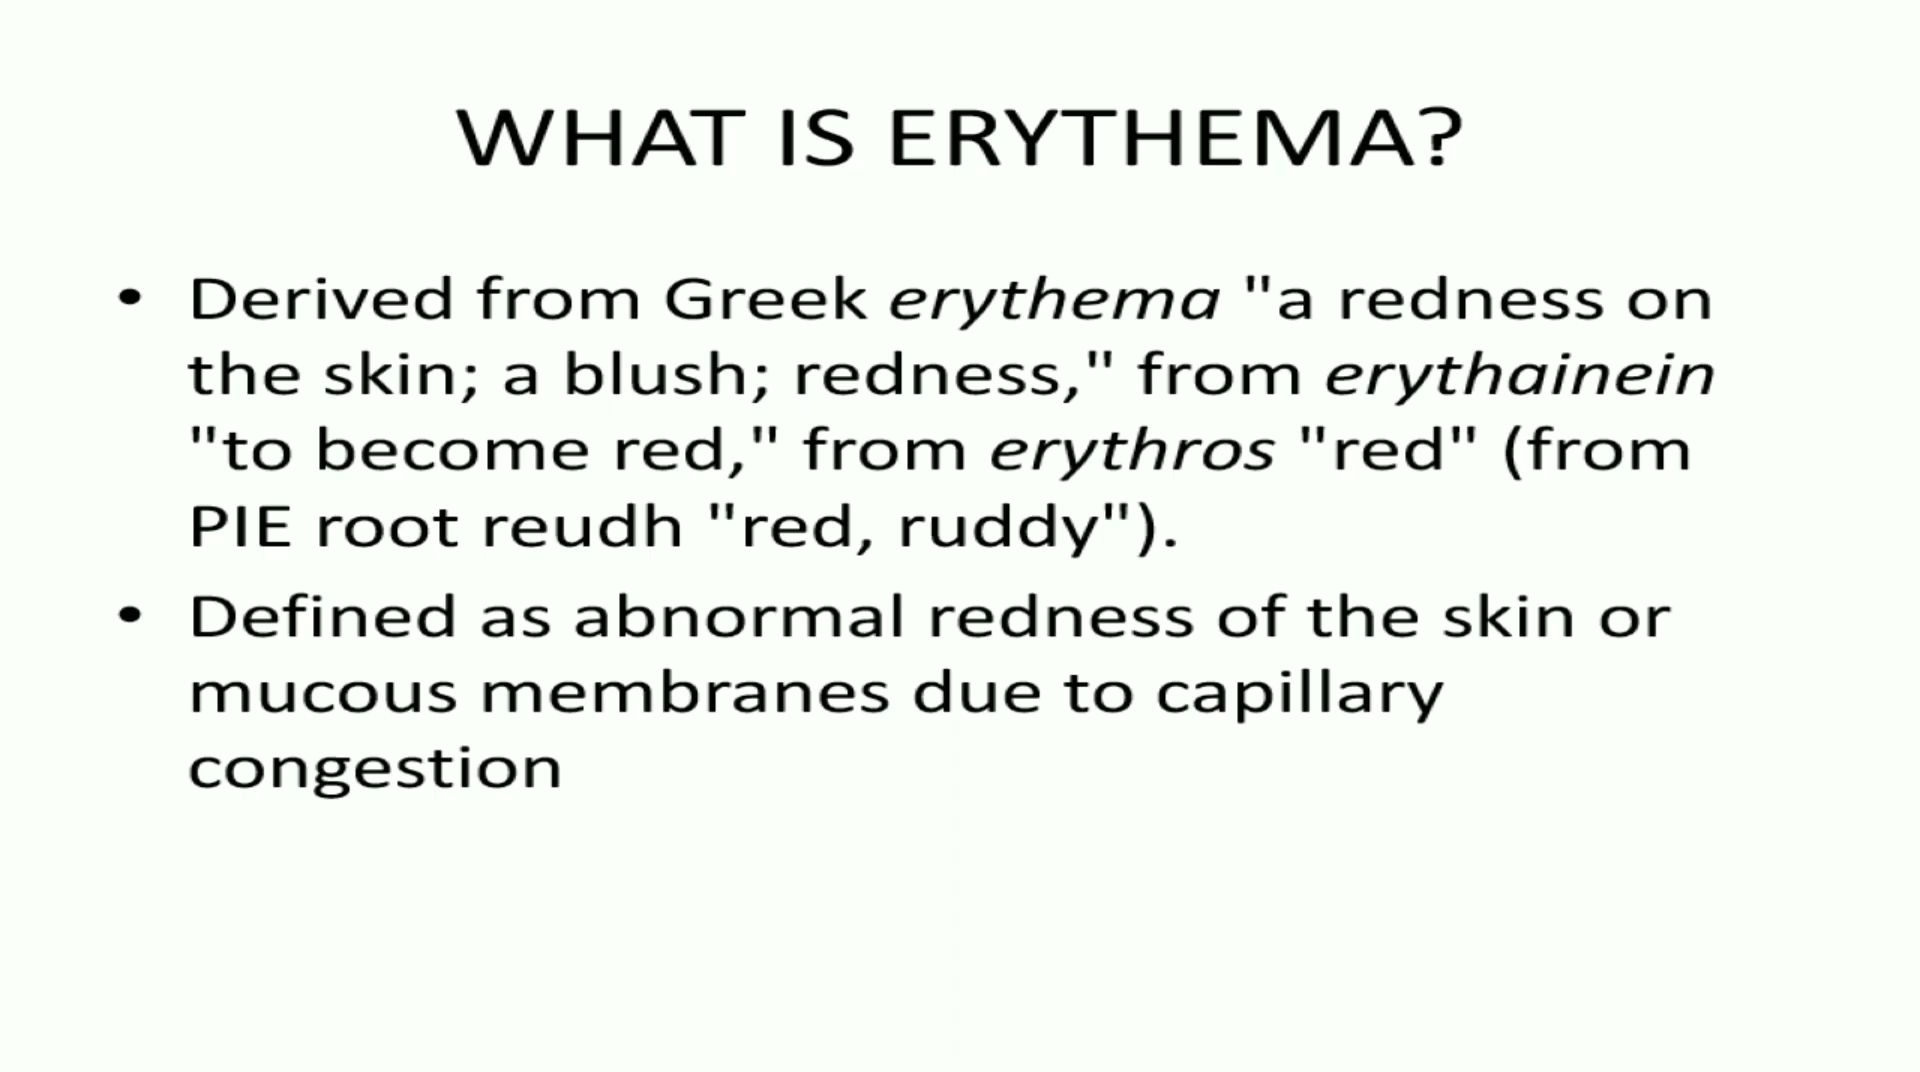 WHAT IS ERYTHEMA?
• Derived from Greek erythema "a redness on
the skin; a blush; redness," from erythainein
"to become red," from erythros "red" (from
PIE root reudh "red, ruddy").
• Defined as abnormal redness of the skin or
mucous membranes due to capillary
congestion